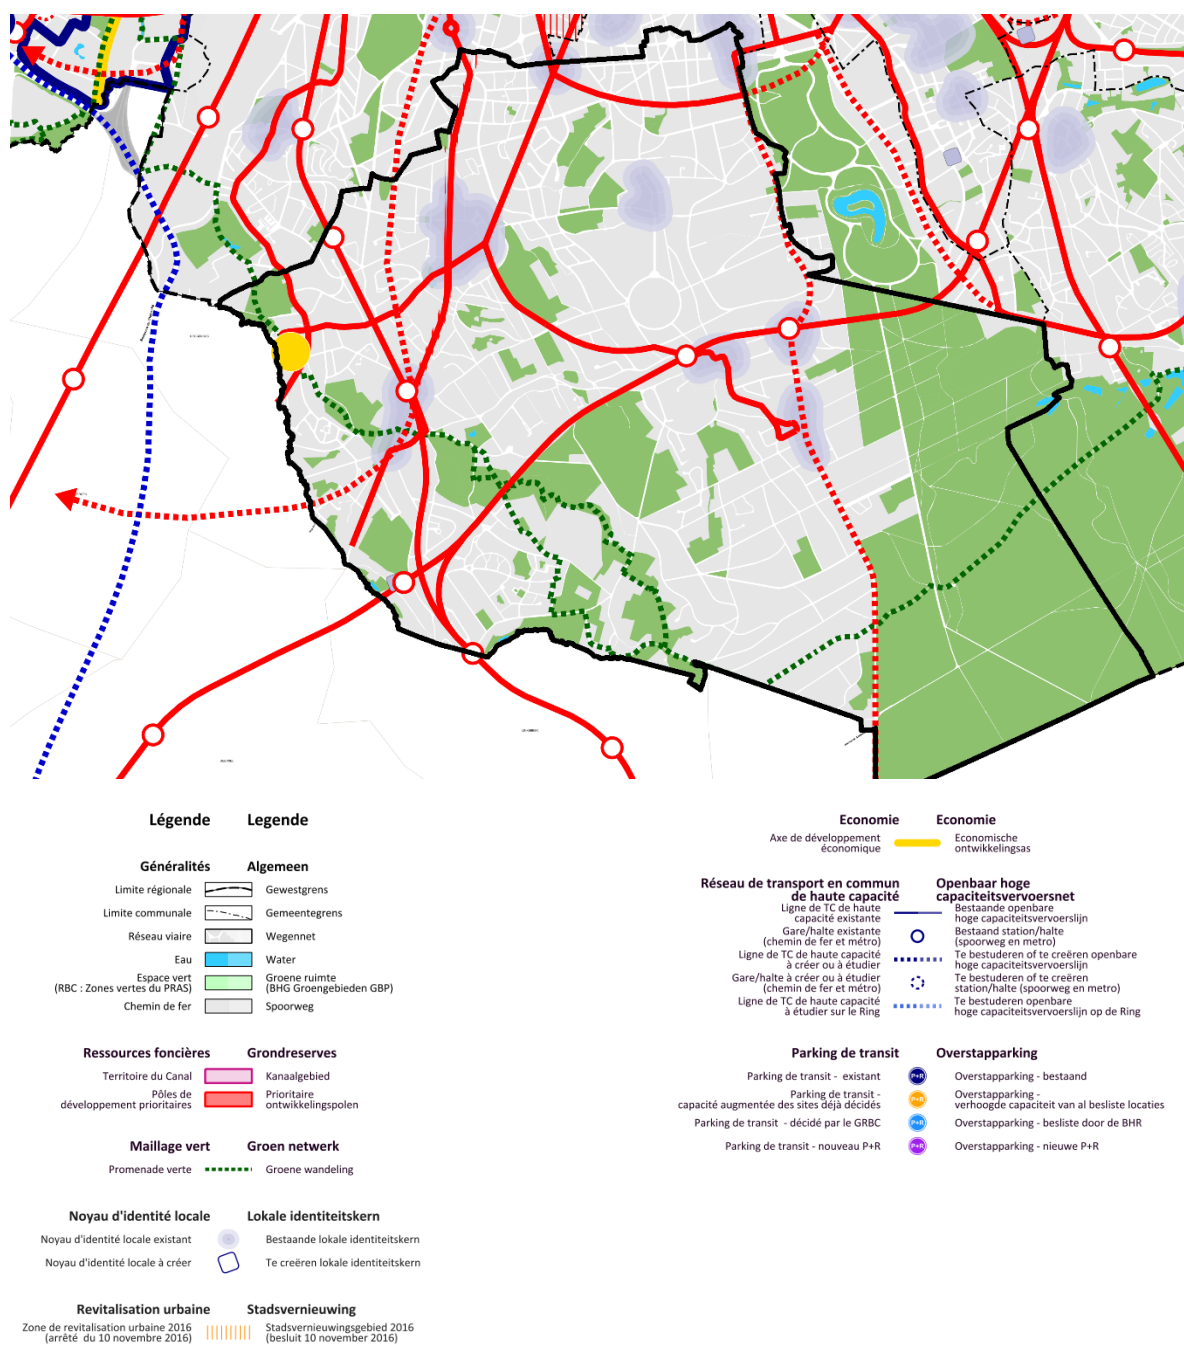 Légende Legende
Généralités Algemeen
Limite régionale Gewestgrens
Limite communale Gemeentegrens
Réseau viaire Wegennet
Eau Water
Espace vert
(RBC : Zones vertes du PRAS)
Groene ruimte
(BHG Groengebieden GBP)
Chemin de fer Spoorweg
Ressources foncières Grondreserves
Territoire du Canal Kanaalgebied
Pôles de
développement prioritaires
Prioritaire
ontwikkelingspolen
Maillage vert Groen netwerk
Promenade verte Groene wandeling
Noyau d'identité locale Lokale identiteitskern
Noyau d'identité locale existant Bestaande lokale identiteitskern
Noyau d'identité locale à créer Te creëren lokale identiteitskern
Revitalisation urbaine Stadsvernieuwing
Zone de revitalisation urbaine 2016
(arrêté du 10 novembre 2016)
Stadsvernieuwingsgebied 2016
(besluit 10 november 2016)
Economie Economie
Axe de développement
économique
Economische
ontwikkelingsas
Réseau de transport en commun
de haute capacité
Openbaar hoge
capaciteitsvervoersnet
Ligne de TC de haute
capacité existante
Bestaande openbare
hoge capaciteitsvervoerslijn
Gare/halte existante
(chemin de fer et métro)
Bestaand station/halte
(spoorweg en metro)
Ligne de TC de haute capacité
à créer ou à étudier
Te bestuderen of te creëren openbare
hoge capaciteitsvervoerslijn
Gare/halte à créer ou à étudier
(chemin de fer et métro)
Te bestuderen of te creëren
station/halte (spoorweg en metro)
Ligne de TC de haute capacité
à étudier sur le Ring
Te bestuderen openbare
hoge capaciteitsvervoerslijn op de Ring
Parking de transit Overstapparking
Parking de transit - existant P+R Overstapparking - bestaand
Parking de transit -
capacité augmentée des sites déjà décidés
P+R
Overstapparking -
verhoogde capaciteit van al besliste locaties
Parking de transit - décidé par le GRBC P+R Overstapparking - besliste door de BHR
Parking de transit - nouveau P+R P+R Overstapparking - nieuwe P+R